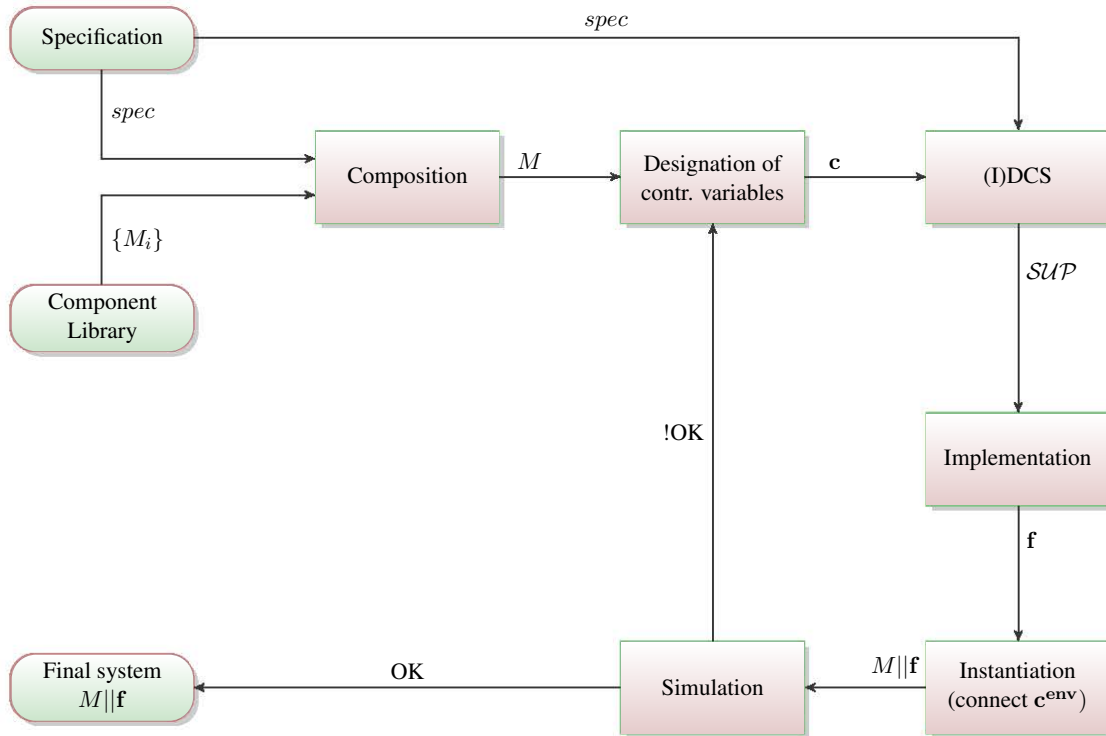 Specification
spec
spec
Composition
M
Designation of
contr. variables
c
(I)DCS
{M_i}
SUP
Component
Library
!OK
Implementation
f
Final system
M||f
OK
Simulation
M||f
Instantiation
(connect c^env)